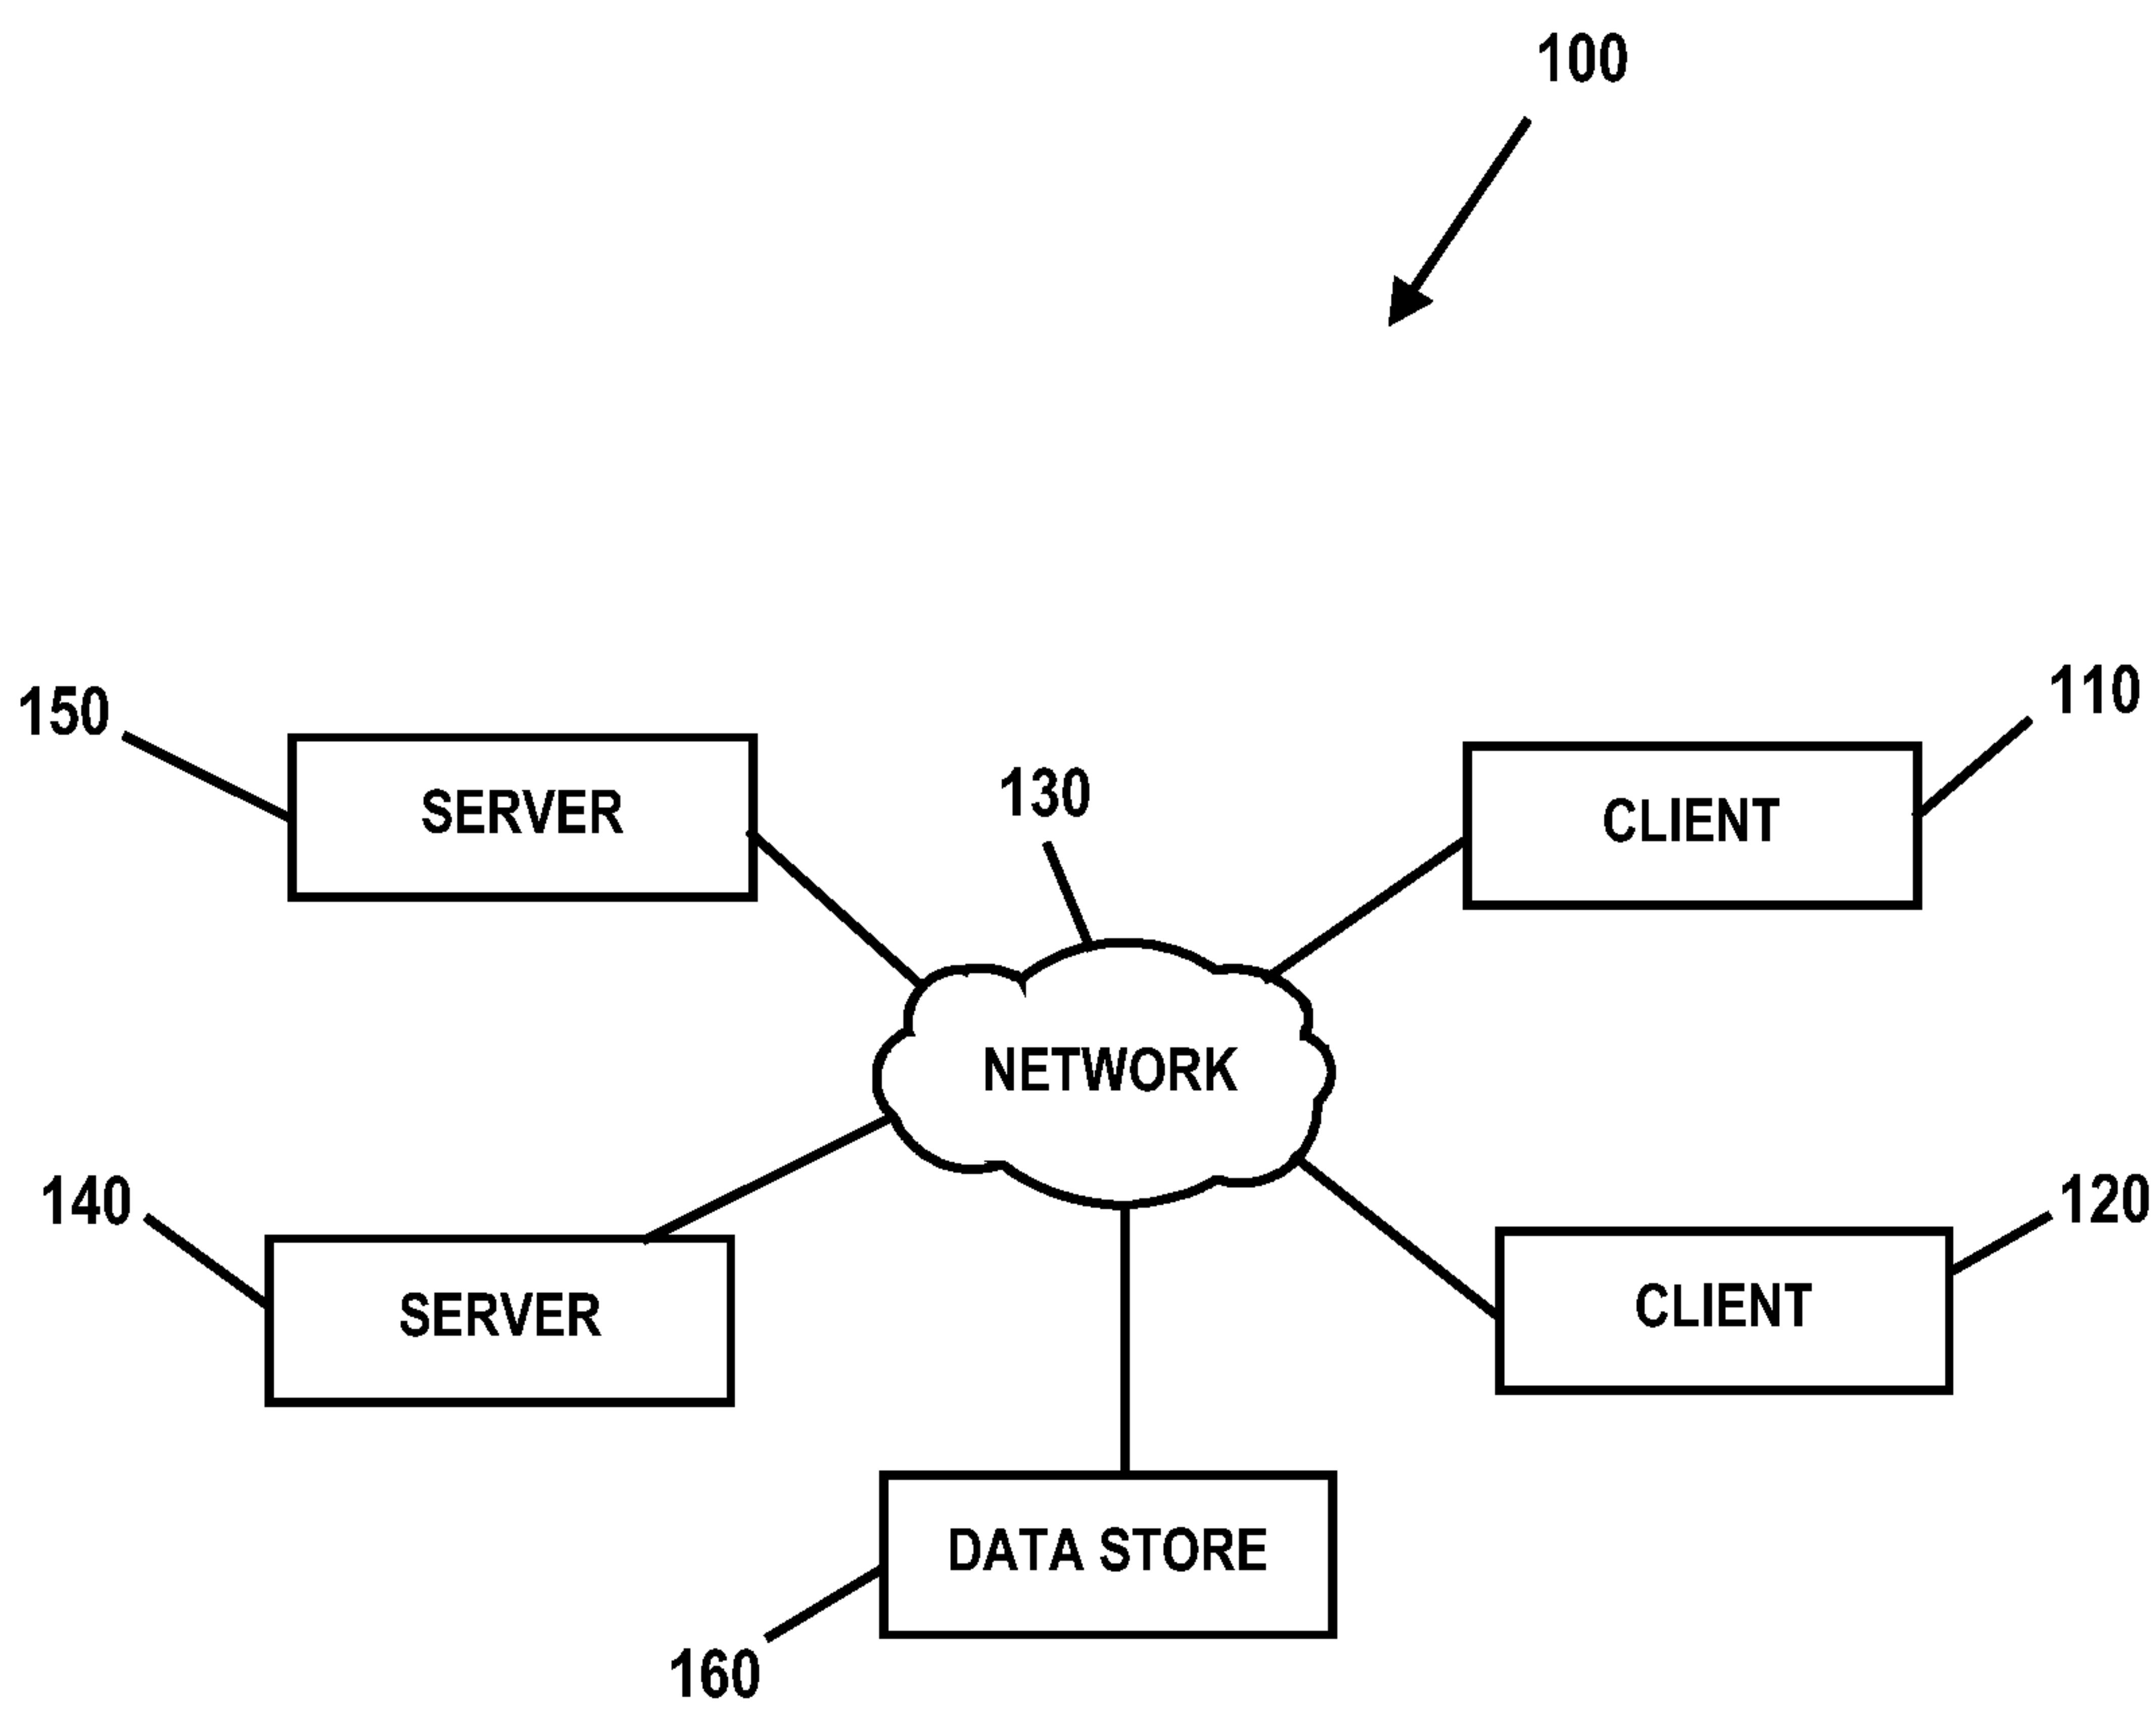 100
150
110
SERVER
130
CLIENT
NETWORK
140
120
SERVER
CLIENT
DATA STORE
160